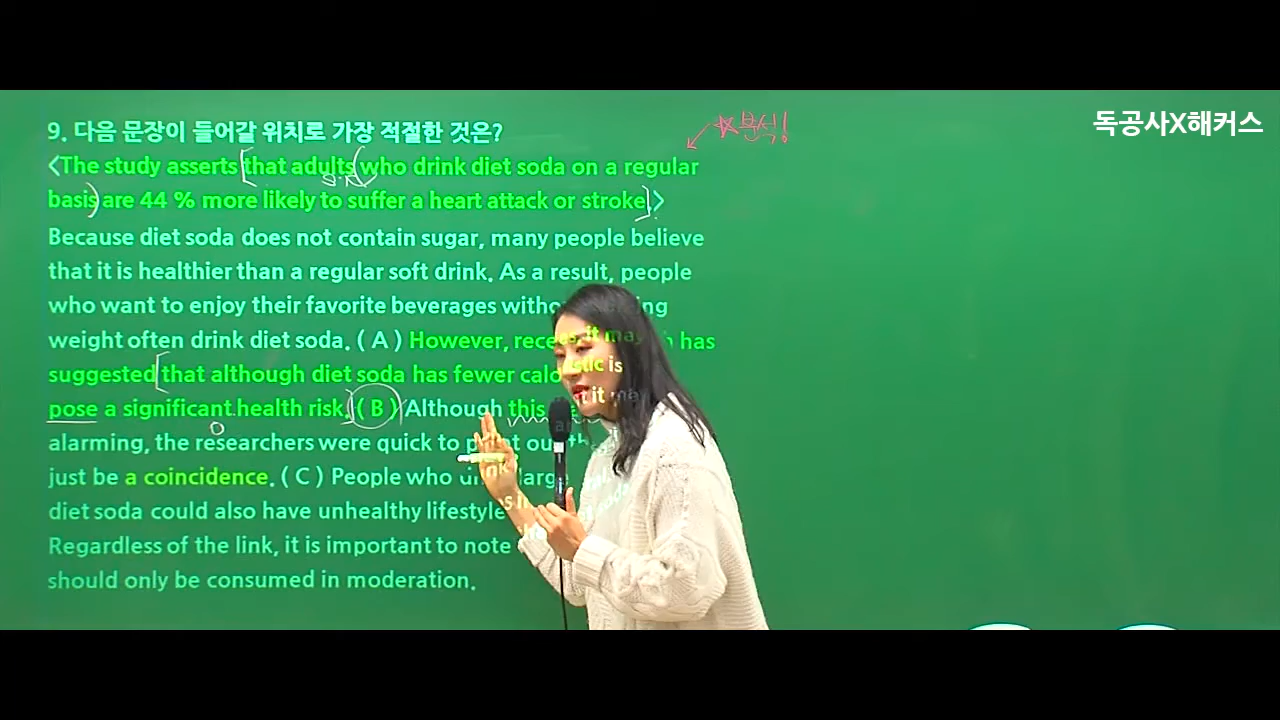 독공사X해커스
복습!
9. 다음 문장이 들어갈 위치로 가장 적절한 것은?
<The study asserts that adults who drink diet soda on a regular
basis are 44 % more likely to suffer a heart attack or stroke.>
Because diet soda does not contain sugar, many people believe
that it is healthier than a regular soft drink. As a result, people
who want to enjoy their favorite beverages
weight often drink diet soda. ( A ) However, has
suggested that although diet soda has fewer it may
pose a significant health risk. ( B ) Although this
alarming, the researchers were quick to
just be a coincidence. ( C ) People who
diet soda could also have unhealthy
Regardless of the link, it is important to note
should only be consumed in moderation.